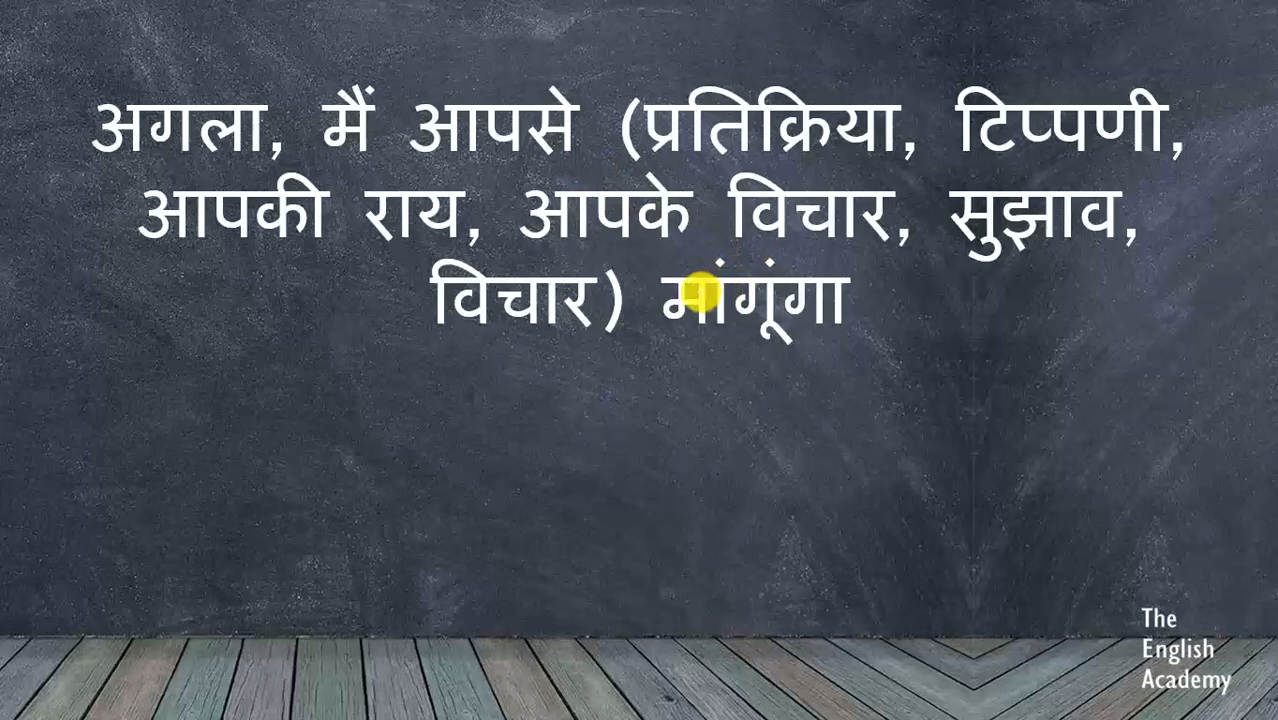 अगला, मैं आपसे (प्रतिक्रिया, टिप्पणी,
आपकी राय, आपके विचार, सुझाव,
विचार) मांगूंगा
The
English
Academy